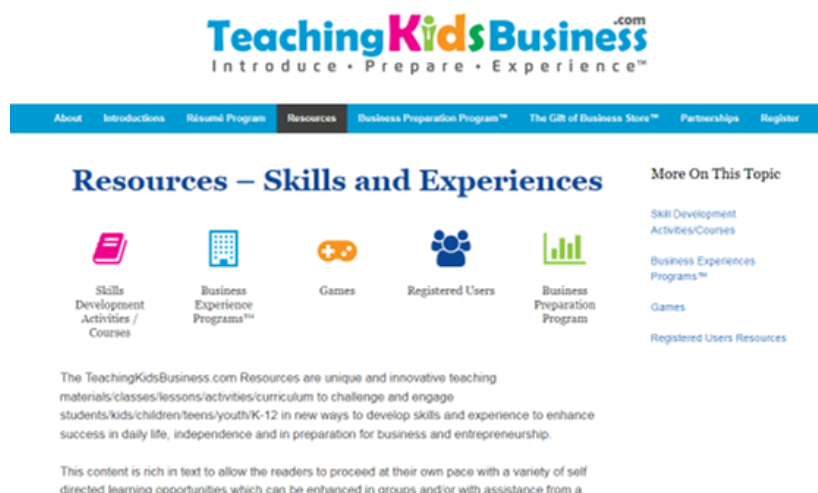 TeachingKidsBusiness.com
Introduce • Prepare • Experience™
About Introductions Résumé Program Resources Business Preparation Program™ The Gift of Business Store™ Partnerships Register
Resources – Skills and Experiences
Skills
Development
Activities /
Courses
Business
Experience
Programs™
Games
Registered Users
Business
Preparation
Program
The TeachingKidsBusiness.com Resources are unique and innovative teaching
materials/classes/lessons/activities/curriculum to challenge and engage
students/kids/children/teens/youth/K-12 in new ways to develop skills and experience to enhance
success in daily life, independence and in preparation for business and entrepreneurship.
This content is rich in text to allow the readers to proceed at their own pace with a variety of self
directed learning opportunities which can be enhanced in groups and/or with assistance from a
More On This Topic
Skill Development
Activities/Courses
Business Experiences
Programs™
Games
Registered Users Resources